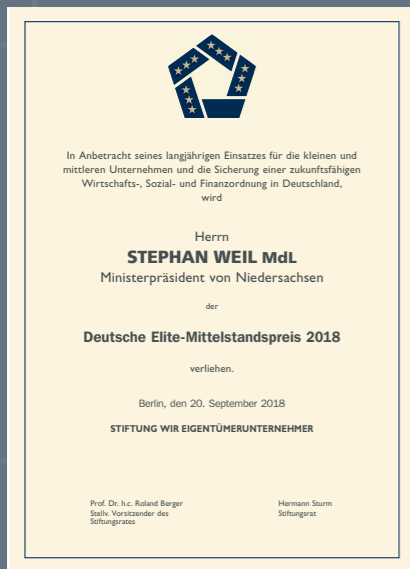 In Anbetracht seines langjährigen Einsatzes für die kleinen und
mittleren Unternehmen und die Sicherung einer zukunftsfähigen
Wirtschafts-, Sozial- und Finanzordnung in Deutschland,
wird
Herrn
STEPHAN WEIL MdL
Ministerpräsident von Niedersachsen
der
Deutsche Elite-Mittelstandspreis 2018
verliehen.
Berlin, den 20. September 2018
STIFTUNG WIR EIGENTÜMERUNTERNEHMER
Prof. Dr. h.c. Roland Berger
Stellv. Vorsitzender des
Stiftungsrates
Hermann Sturm
Stiftungsrat